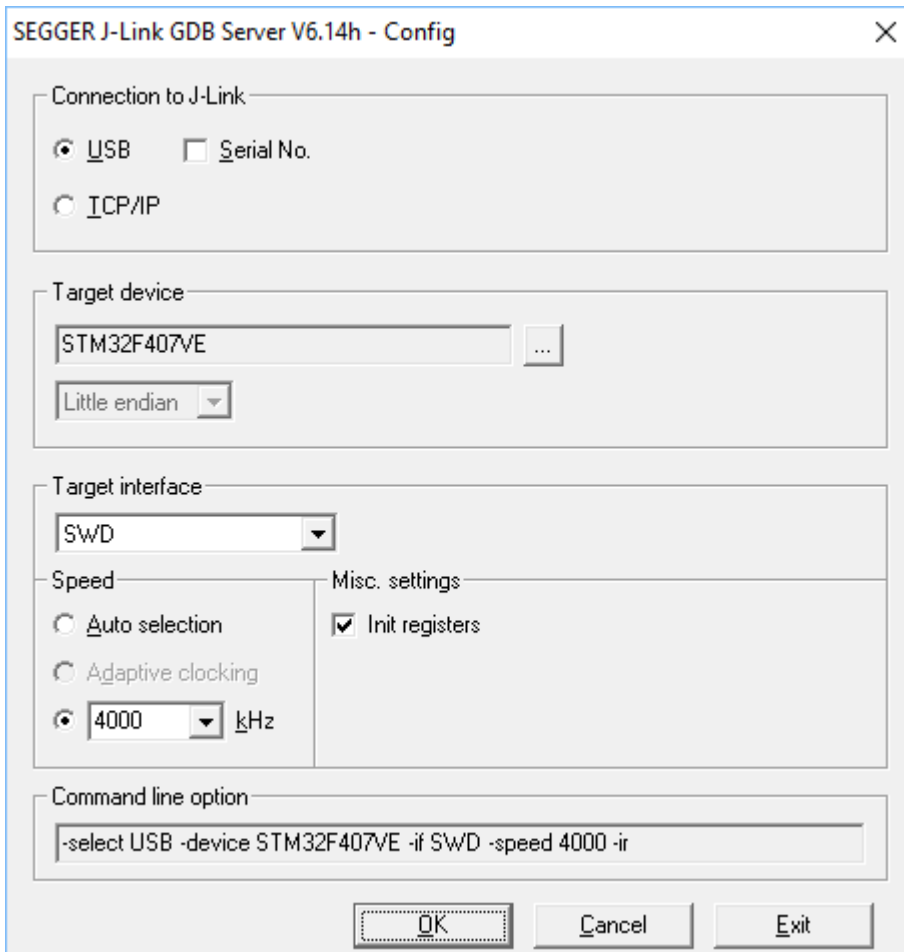 SEGGER J-Link GDB Server V6.14h - Config
Connection to J-Link
USB Serial No.
TCP/IP
Target device
STM32F407VE
...
Little endian
Target interface
SWD
Speed
Misc. settings
Auto selection
Init registers
Adaptive clocking
4000 kHz
Command line option
-select USB -device STM32F407VE -if SWD -speed 4000 -ir
OK Cancel Exit